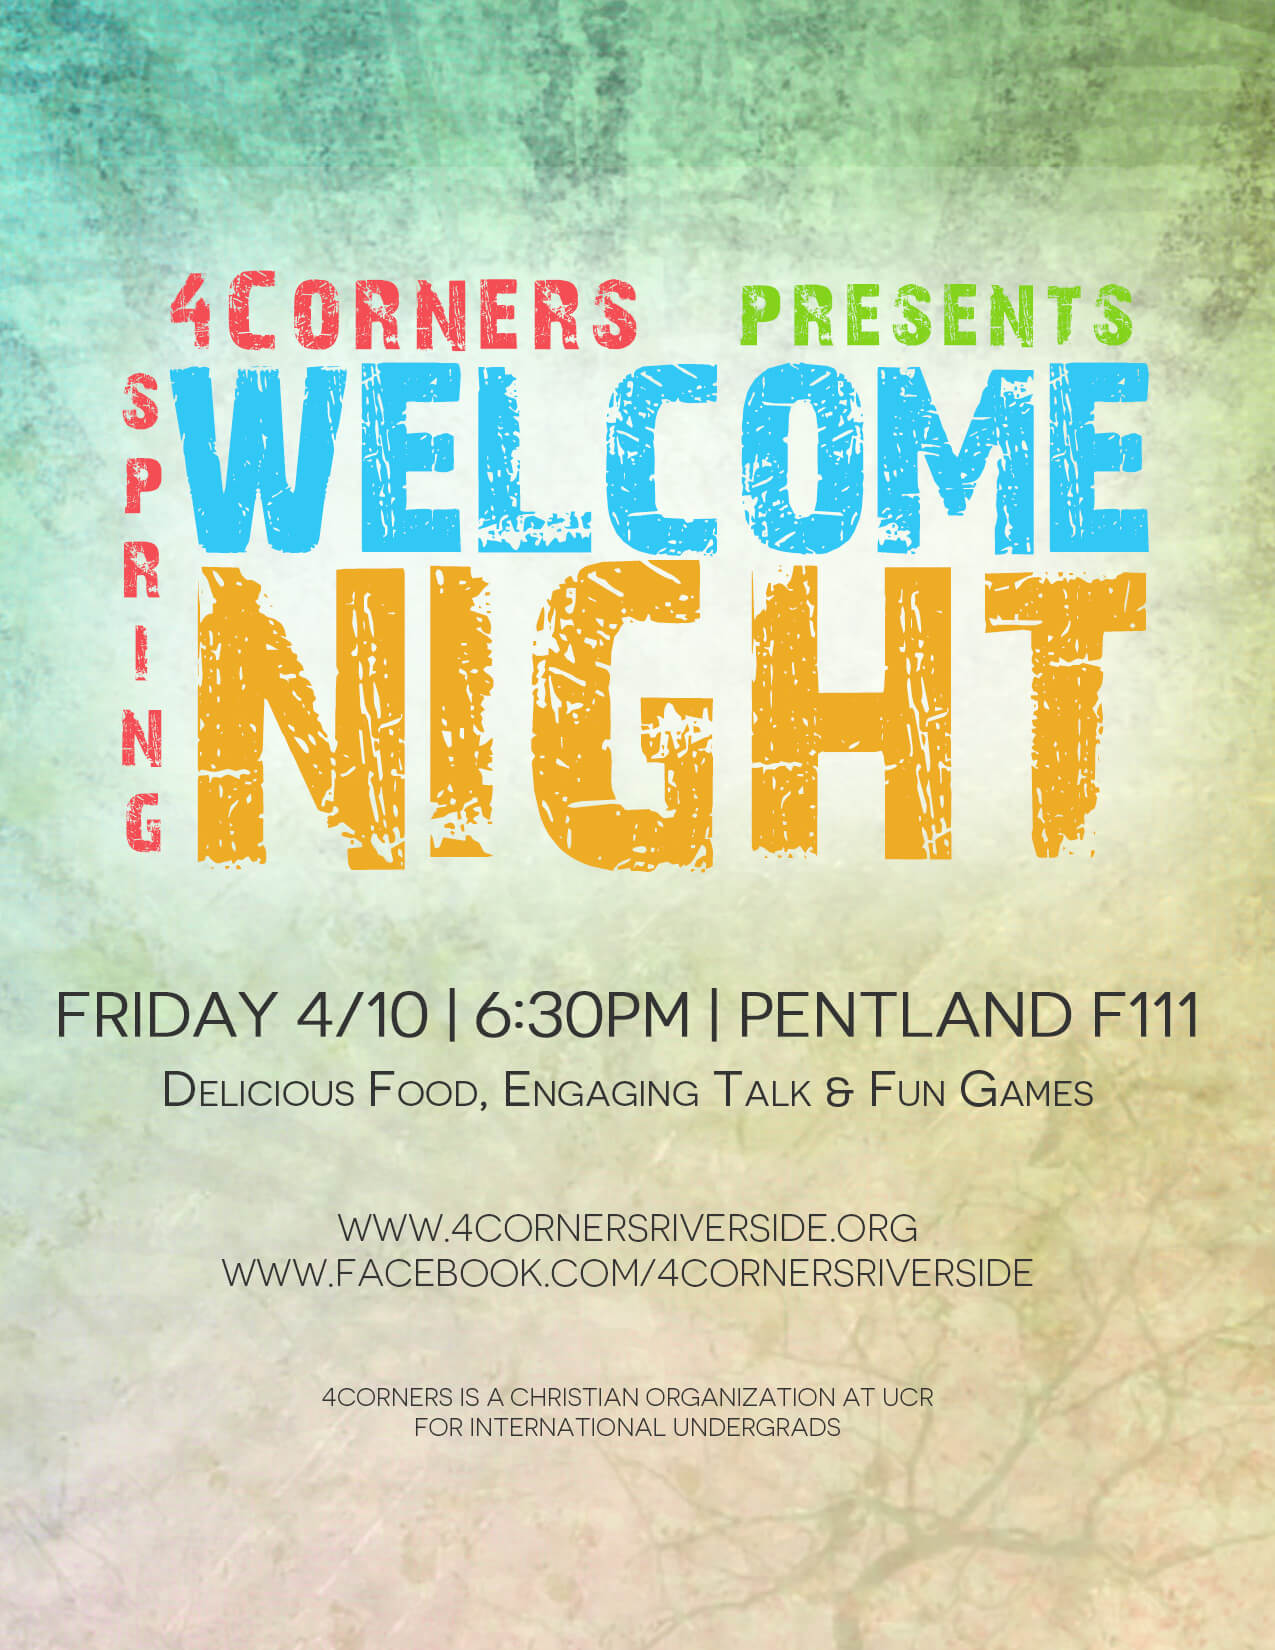 4Corners presents
SPRING
WELCOME
NIGHT
FRIDAY 4/10 | 6:30PM | PENTLAND F111
Delicious Food, Engaging Talk & Fun Games
WWW.4CORNERSRIVERSIDE.ORG
WWW.FACEBOOK.COM/4CORNERSRIVERSIDE
4CORNERS IS A CHRISTIAN ORGANIZATION AT UCR
FOR INTERNATIONAL UNDERGRADS